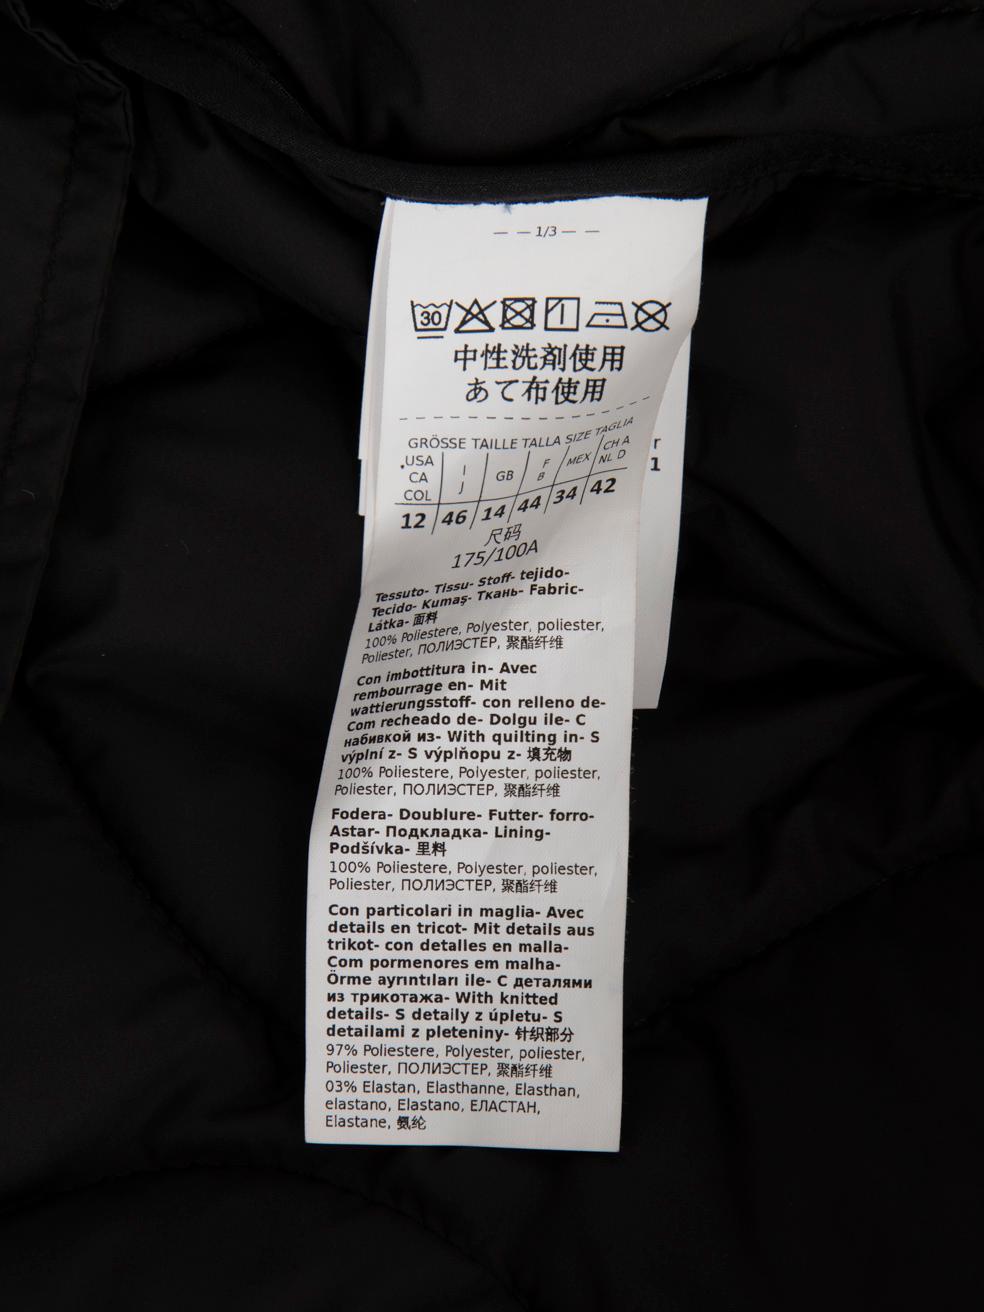 — — 1/3 — —
30
中性洗剤使用
あて布使用
GRÖSSE TAILLE TALLA SIZE TAGLIA
USA CA COL | I J | GB | F B | MEX | CH A NL D
12 | 46 | 14 | 44 | 34 | 42
尺码
175/100A
Tessuto- Tissu- Stoff- tejido-
Tecido- Kumaş- Ткань- Fabric-
Látka- 面料
100% Poliestere, Polyester, poliester,
Poliester, ПОЛИЭСТЕР, 聚酯纤维
Con imbottitura in- Avec
rembourrage en- Mit
wattierungsstoff- con relleno de-
Com recheado de- Dolgu ile- С
набивкой из- With quilting in- S
výplní z- S výplňopu z- 填充物
100% Poliestere, Polyester, poliester,
Poliester, ПОЛИЭСТЕР, 聚酯纤维
Fodera- Doublure- Futter- forro-
Astar- Подкладка- Lining-
Podšívka- 里料
100% Poliestere, Polyester, poliester,
Poliester, ПОЛИЭСТЕР, 聚酯纤维
Con particolari in maglia- Avec
details en tricot- Mit details aus
trikot- con detalles en malla-
Com pormenores em malha-
Örme ayrıntıları ile- С деталями
из трикотажа- With knitted
details- S detaily z úpletu- S
detailami z pleteniny- 针织部分
97% Poliestere, Polyester, poliester,
Poliester, ПОЛИЭСТЕР, 聚酯纤维
03% Elastan, Elasthanne, Elasthan,
elastano, Elastano, ЕЛАСТАН,
Elastane, 氨纶
r
1